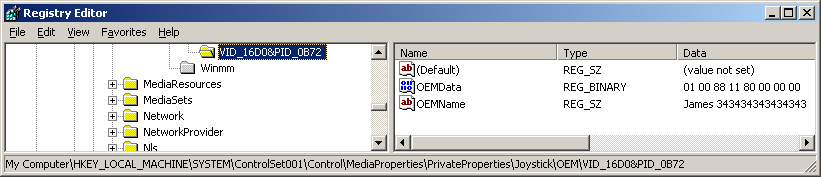 Registry Editor
File Edit View Favorites Help
VID_16D0&PID_0B72
Winmm
MediaResources
MediaSets
Network
NetworkProvider
Nls
Name Type Data
(Default) REG_SZ (value not set)
OEMData REG_BINARY 01 00 88 11 80 00 00 00
OEMName REG_SZ James 343434343434343
My Computer\HKEY_LOCAL_MACHINE\SYSTEM\ControlSet001\Control\MediaProperties\PrivateProperties\Joystick\OEM\VID_16D0&PID_0B72